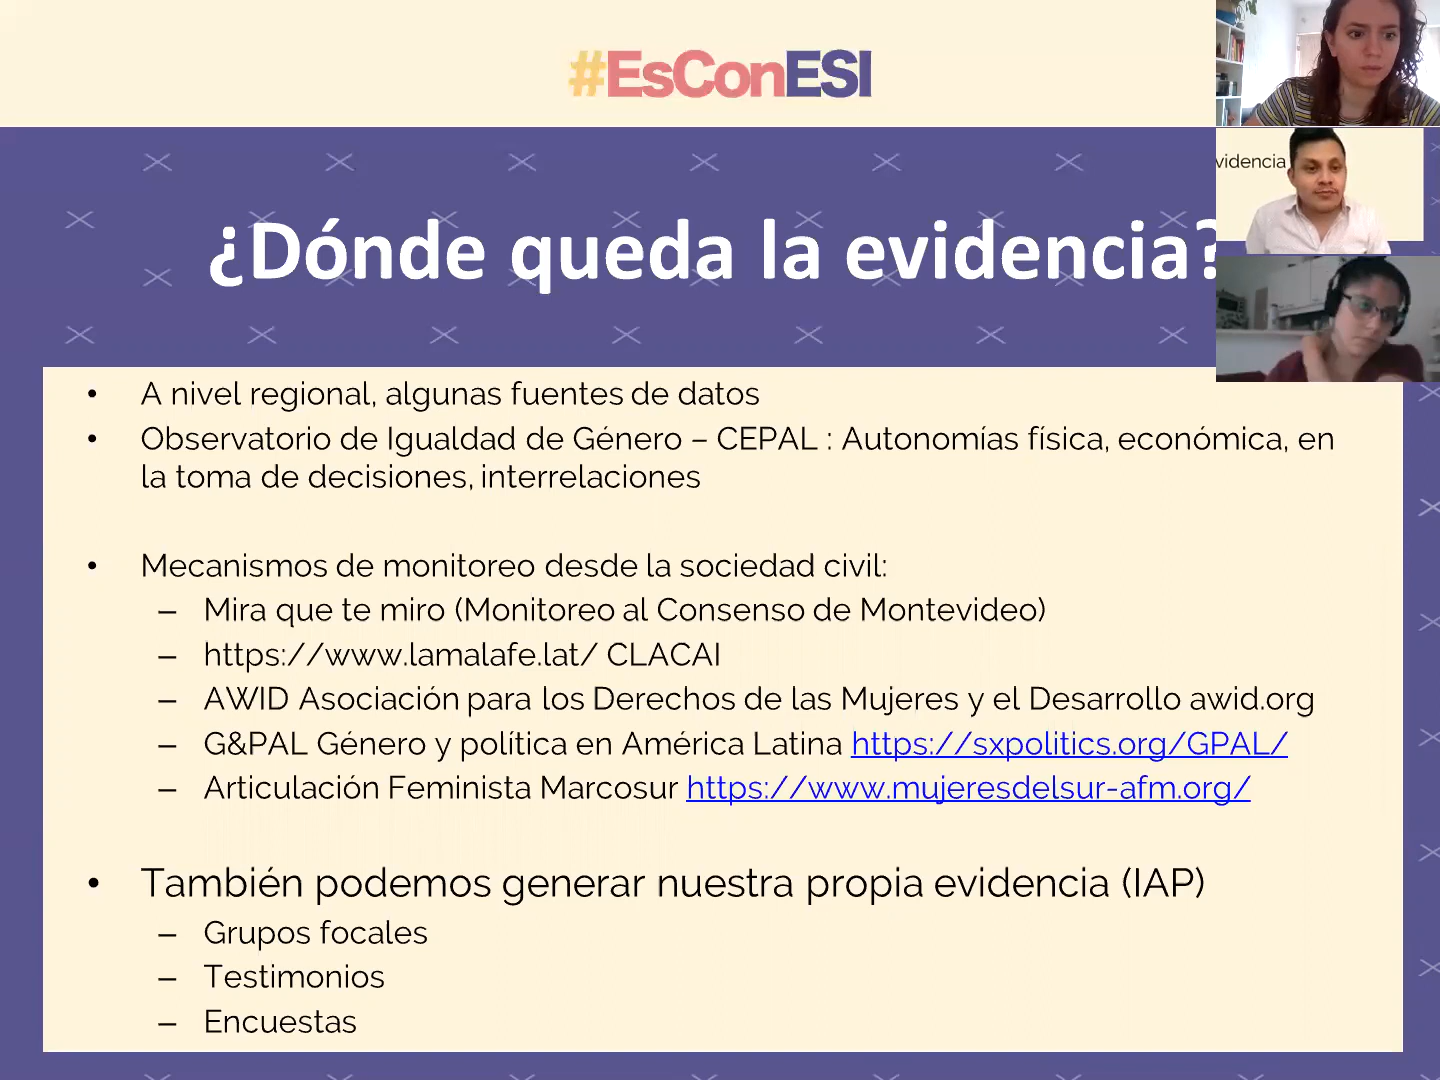 #EsConESI
¿Dónde queda la evidencia?
videncia
• A nivel regional, algunas fuentes de datos
• Observatorio de Igualdad de Género – CEPAL : Autonomías física, económica, en
la toma de decisiones, interrelaciones
• Mecanismos de monitoreo desde la sociedad civil:
– Mira que te miro (Monitoreo al Consenso de Montevideo)
– https://www.lamalafe.lat/ CLACAI
– AWID Asociación para los Derechos de las Mujeres y el Desarrollo awid.org
– G&PAL Género y política en América Latina https://sxpolitics.org/GPAL/
– Articulación Feminista Marcosur https://www.mujeresdelsur-afm.org/
• También podemos generar nuestra propia evidencia (IAP)
– Grupos focales
– Testimonios
– Encuestas